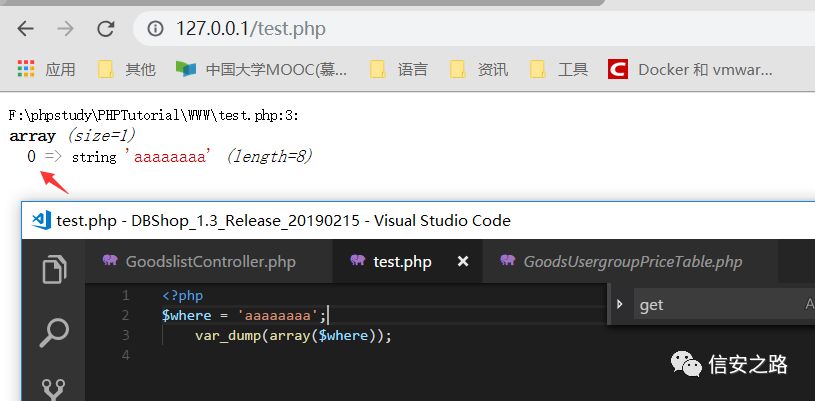 127.0.0.1/test.php
应用 其他 中国大学MOOC(慕... 语言 资讯 工具 Docker 和 vmwar...
F:\phpstudy\PHPTutorial\WWW\test.php:3:
array (size=1)
0 => string 'aaaaaaaa' (length=8)
test.php - DBShop_1.3_Release_20190215 - Visual Studio Code
GoodslistController.php test.php GoodsUsergroupPriceTable.php
get A
1 <?php
2 $where = 'aaaaaaaa';
3 var_dump(array($where));
4
信安之路